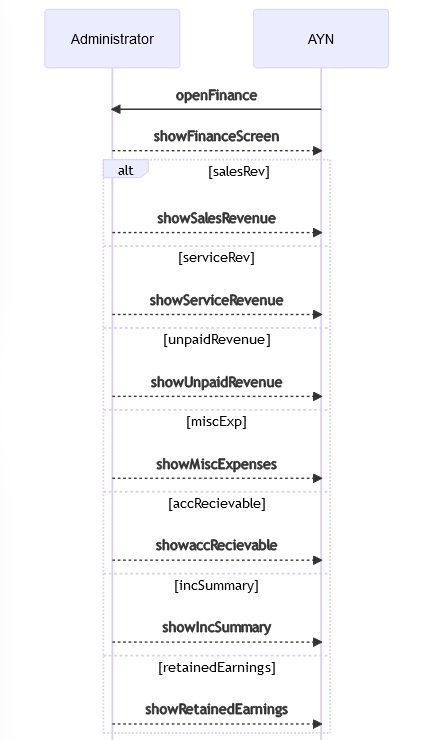 Administrator
AYN
openFinance
showFinanceScreen
alt
[salesRev]
showSalesRevenue
[serviceRev]
showServiceRevenue
[unpaidRevenue]
showUnpaidRevenue
[miscExp]
showMiscExpenses
[accRecievable]
showaccRecievable
[incSummary]
showIncSummary
[retainedEarnings]
showRetainedEarnings